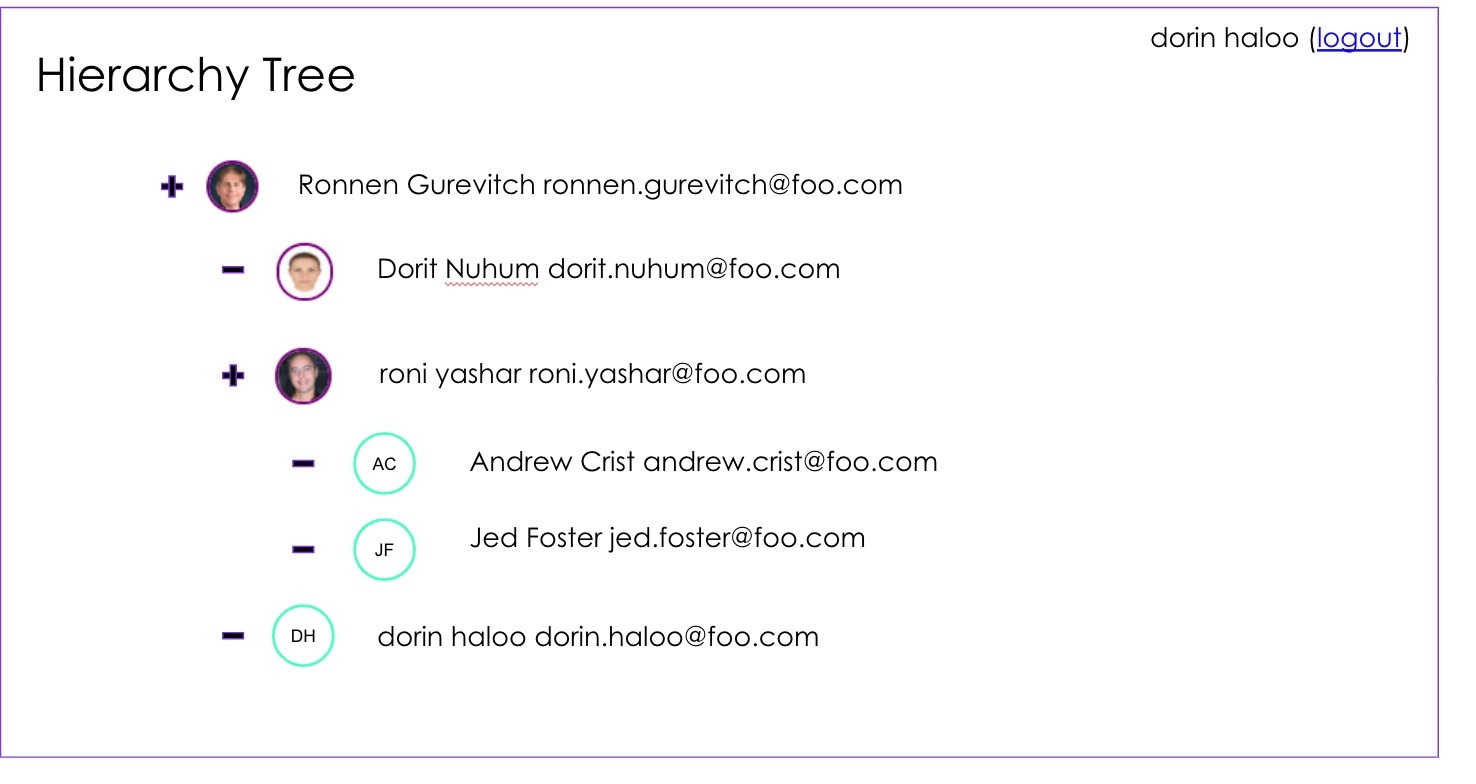 dorin haloo (logout)
Hierarchy Tree
Ronnen Gurevitch ronnen.gurevitch@foo.com
Dorit Nuhum dorit.nuhum@foo.com
roni yashar roni.yashar@foo.com
AC Andrew Crist andrew.crist@foo.com
JF Jed Foster jed.foster@foo.com
DH dorin haloo dorin.haloo@foo.com